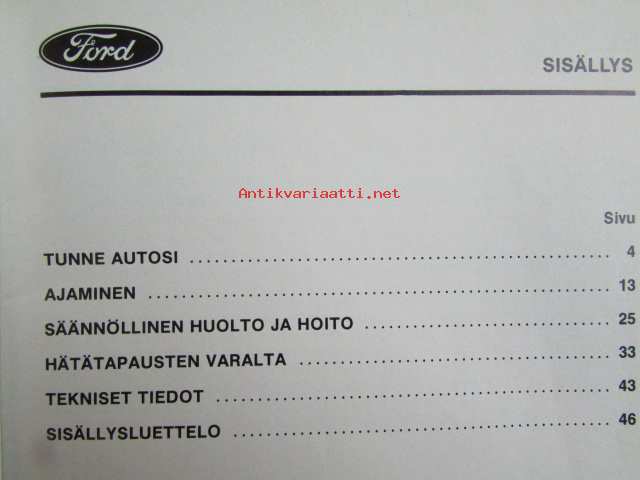 Ford
SISÄLLYS
Antikvariaatti.net
Sivu
TUNNE AUTOSI ........................................ 4
AJAMINEN ........................................ 13
SÄÄNNÖLLINEN HUOLTO JA HOITO ........................ 25
HÄTÄTAPAUSTEN VARALTA ........................ 33
TEKNISET TIEDOT ........................................ 43
SISÄLLYSLUETTELO ........................................ 46